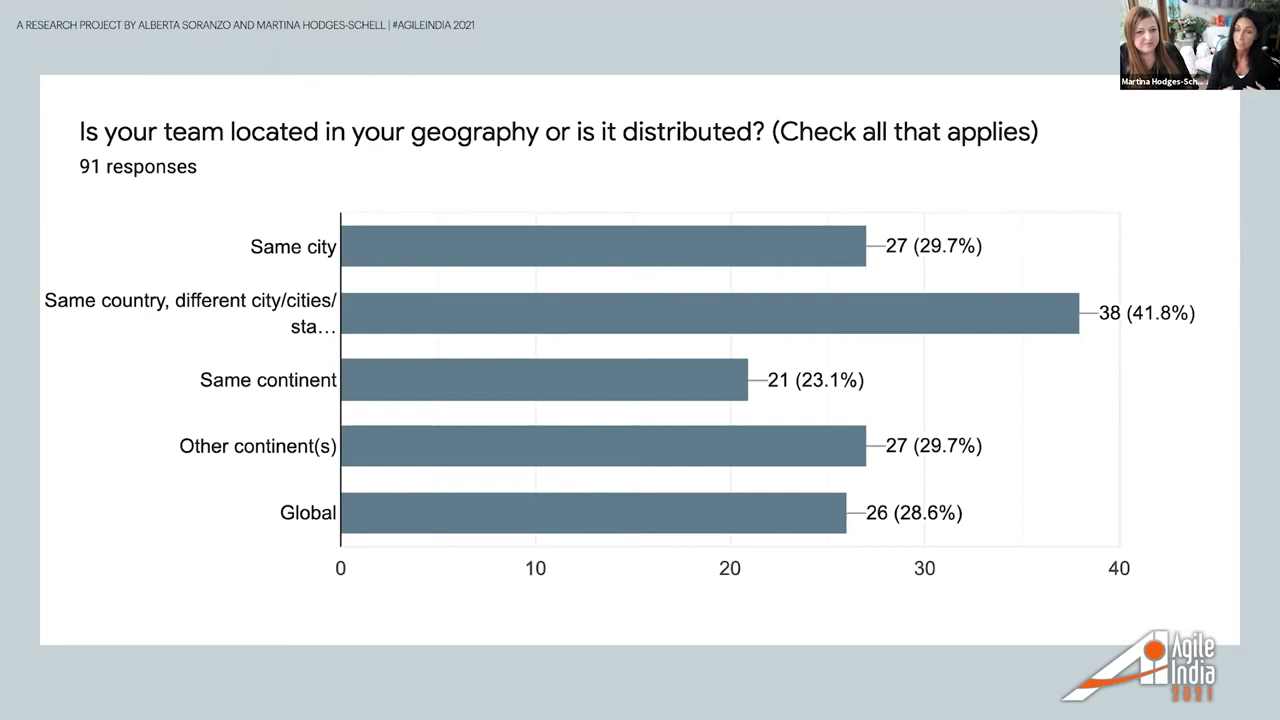 A RESEARCH PROJECT BY ALBERTA SORANZO AND MARTINA HODGES-SCHELL | #AGILEINDIA 2021
Martina Hodges-Sch...
Is your team located in your geography or is it distributed? (Check all that applies)
91 responses
Same city
27 (29.7%)
Same country, different city/cities/
sta…
38 (41.8%)
Same continent
21 (23.1%)
Other continent(s)
27 (29.7%)
Global
26 (28.6%)
0 10 20 30 40
Agile
India
2021